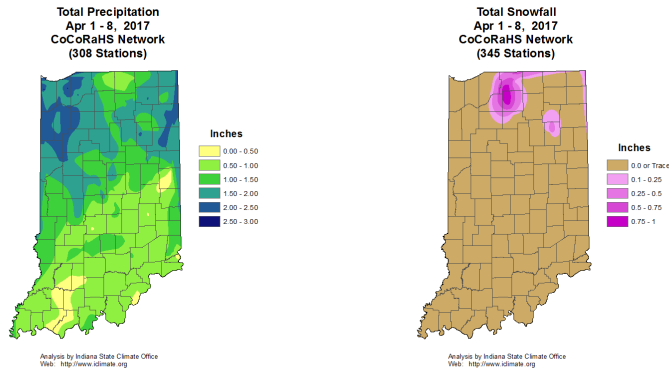 Total Precipitation
Apr 1 - 8,  2017
CoCoRaHS Network
(308 Stations)
Inches
0.00 - 0.50
0.50 - 1.00
1.00 - 1.50
1.50 - 2.00
2.00 - 2.50
2.50 - 3.00
Analysis by Indiana State Climate Office
Web:  http://www.iclimate.org
Total Snowfall
Apr 1 - 8,  2017
CoCoRaHS Network
(345 Stations)
Inches
0.0 or Trace
0.1 - 0.25
0.25 - 0.5
0.5 - 0.75
0.75 - 1
Analysis by Indiana State Climate Office
Web:  http://www.iclimate.org